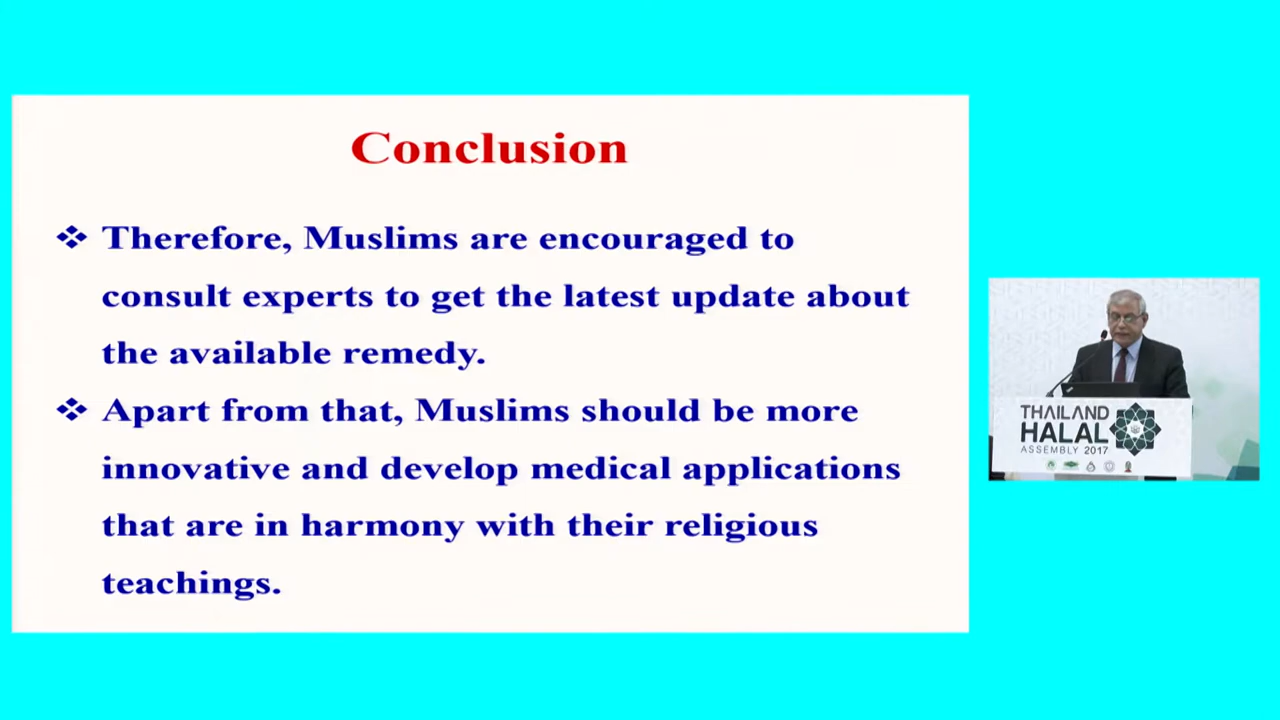 Conclusion
❖ Therefore, Muslims are encouraged to
consult experts to get the latest update about
the available remedy.
❖ Apart from that, Muslims should be more
innovative and develop medical applications
that are in harmony with their religious
teachings.
THAILAND
HALAL
ASSEMBLY 2017